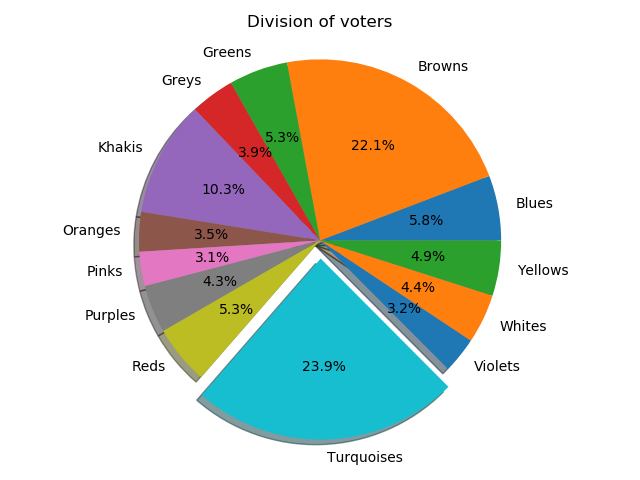 Division of voters
Greens
Browns
Greys
5.3%
22.1%
3.9%
Khakis
10.3%
Blues
5.8%
Oranges
3.5%
Pinks
3.1%
4.9%
Yellows
4.3%
4.4%
Purples
5.3%
3.2%
Whites
Reds
23.9%
Violets
Turquoises